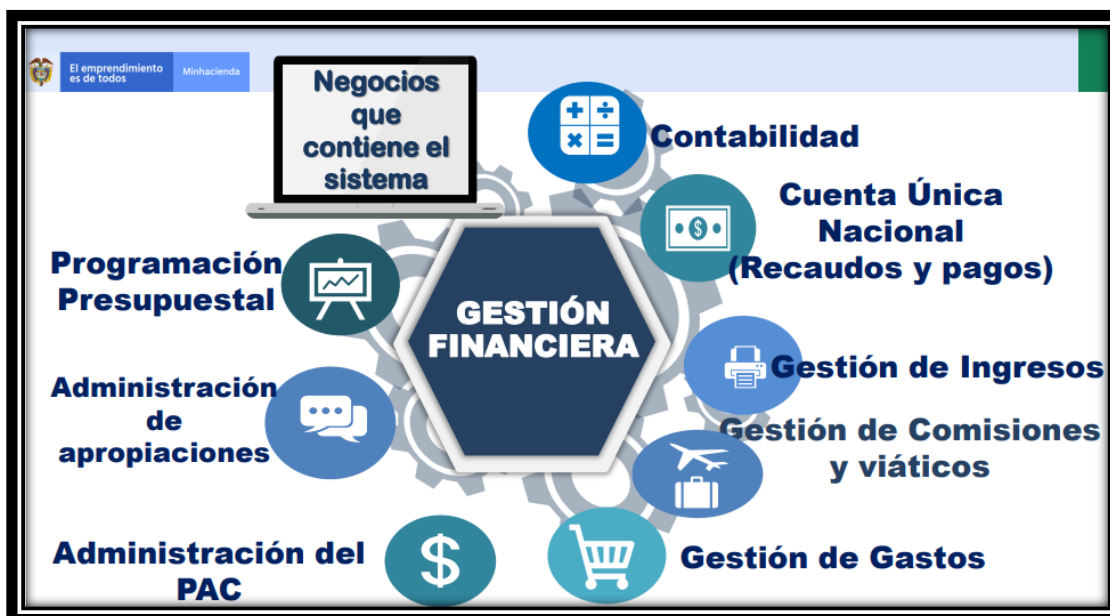 El emprendimiento
es de todos
Minhacienda
Negocios
que
contiene el
sistema
Contabilidad
Cuenta Única
Nacional
(Recaudos y pagos)
Programación
Presupuestal
GESTIÓN
FINANCIERA
Gestión de Ingresos
Administración
de
apropiaciones
Gestión de Comisiones
y viáticos
Administración del
PAC
Gestión de Gastos